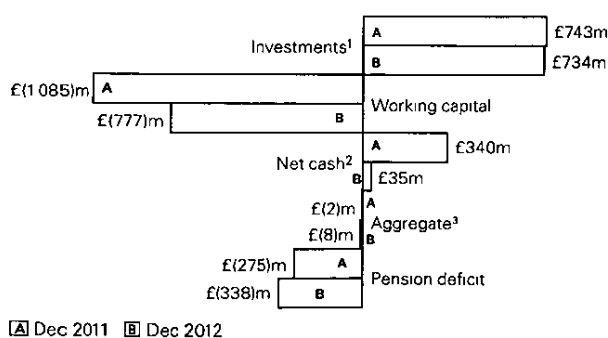 A £743m
Investments¹
B £734m
£(1 085)m A
Working capital
£(777)m B
A £340m
Net cash²
B £35m
£(2)m A
Aggregate³
£(8)m B
£(275)m A
Pension deficit
£(338)m B
A Dec 2011 B Dec 2012